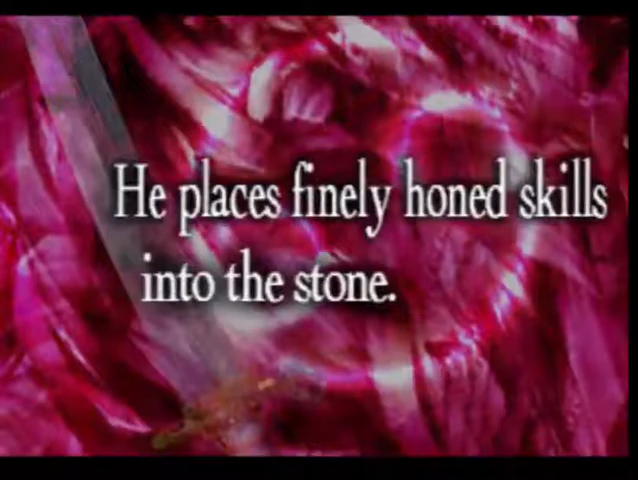 He places finely honed skills
into the stone.